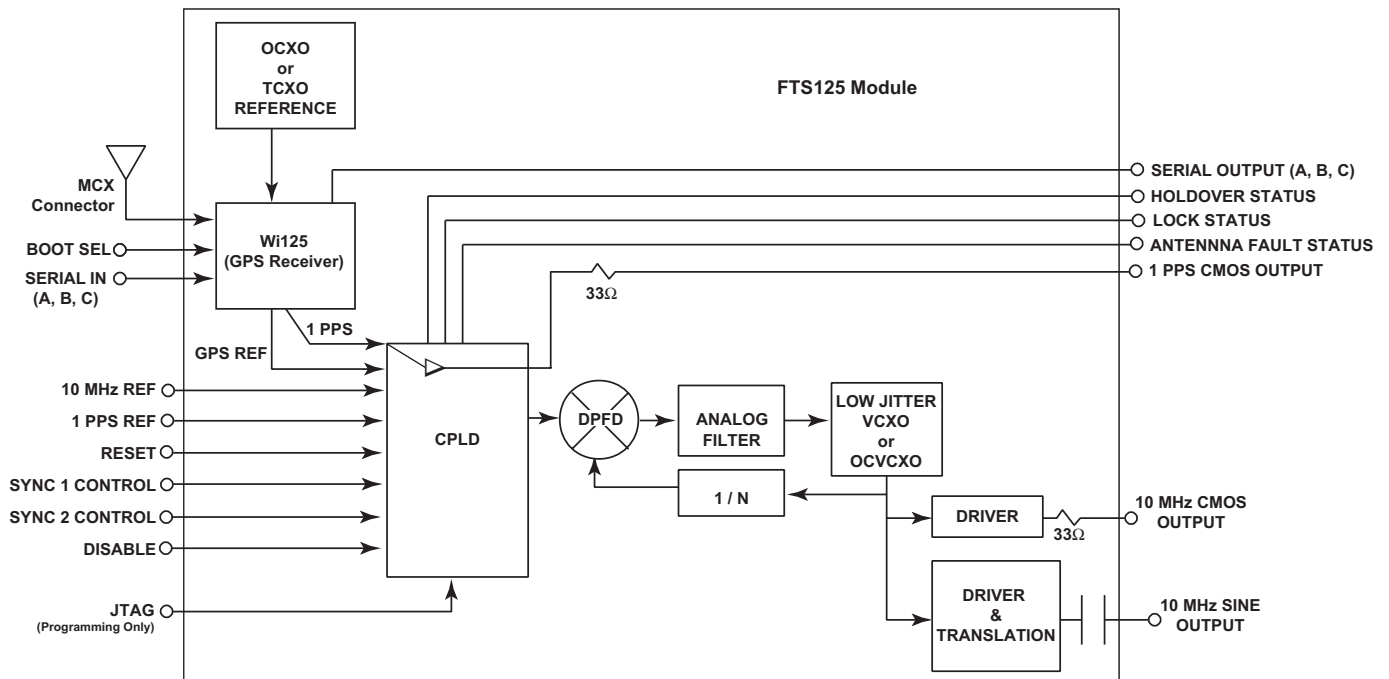 OCXO
or
TCXO
REFERENCE
FTS125 Module
MCX
Connector
BOOT SEL
SERIAL IN
(A, B, C)
Wi125
(GPS Receiver)
SERIAL OUTPUT (A, B, C)
HOLDOVER STATUS
LOCK STATUS
ANTENNNA FAULT STATUS
1 PPS CMOS OUTPUT
33Ω
1 PPS
GPS REF
10 MHz REF
1 PPS REF
RESET
SYNC 1 CONTROL
SYNC 2 CONTROL
DISABLE
JTAG
(Programming Only)
CPLD
DPFD
ANALOG
FILTER
LOW JITTER
VCXO
or
OCVCXO
1 / N
DRIVER
33Ω
10 MHz CMOS
OUTPUT
DRIVER
&
TRANSLATION
10 MHz SINE
OUTPUT